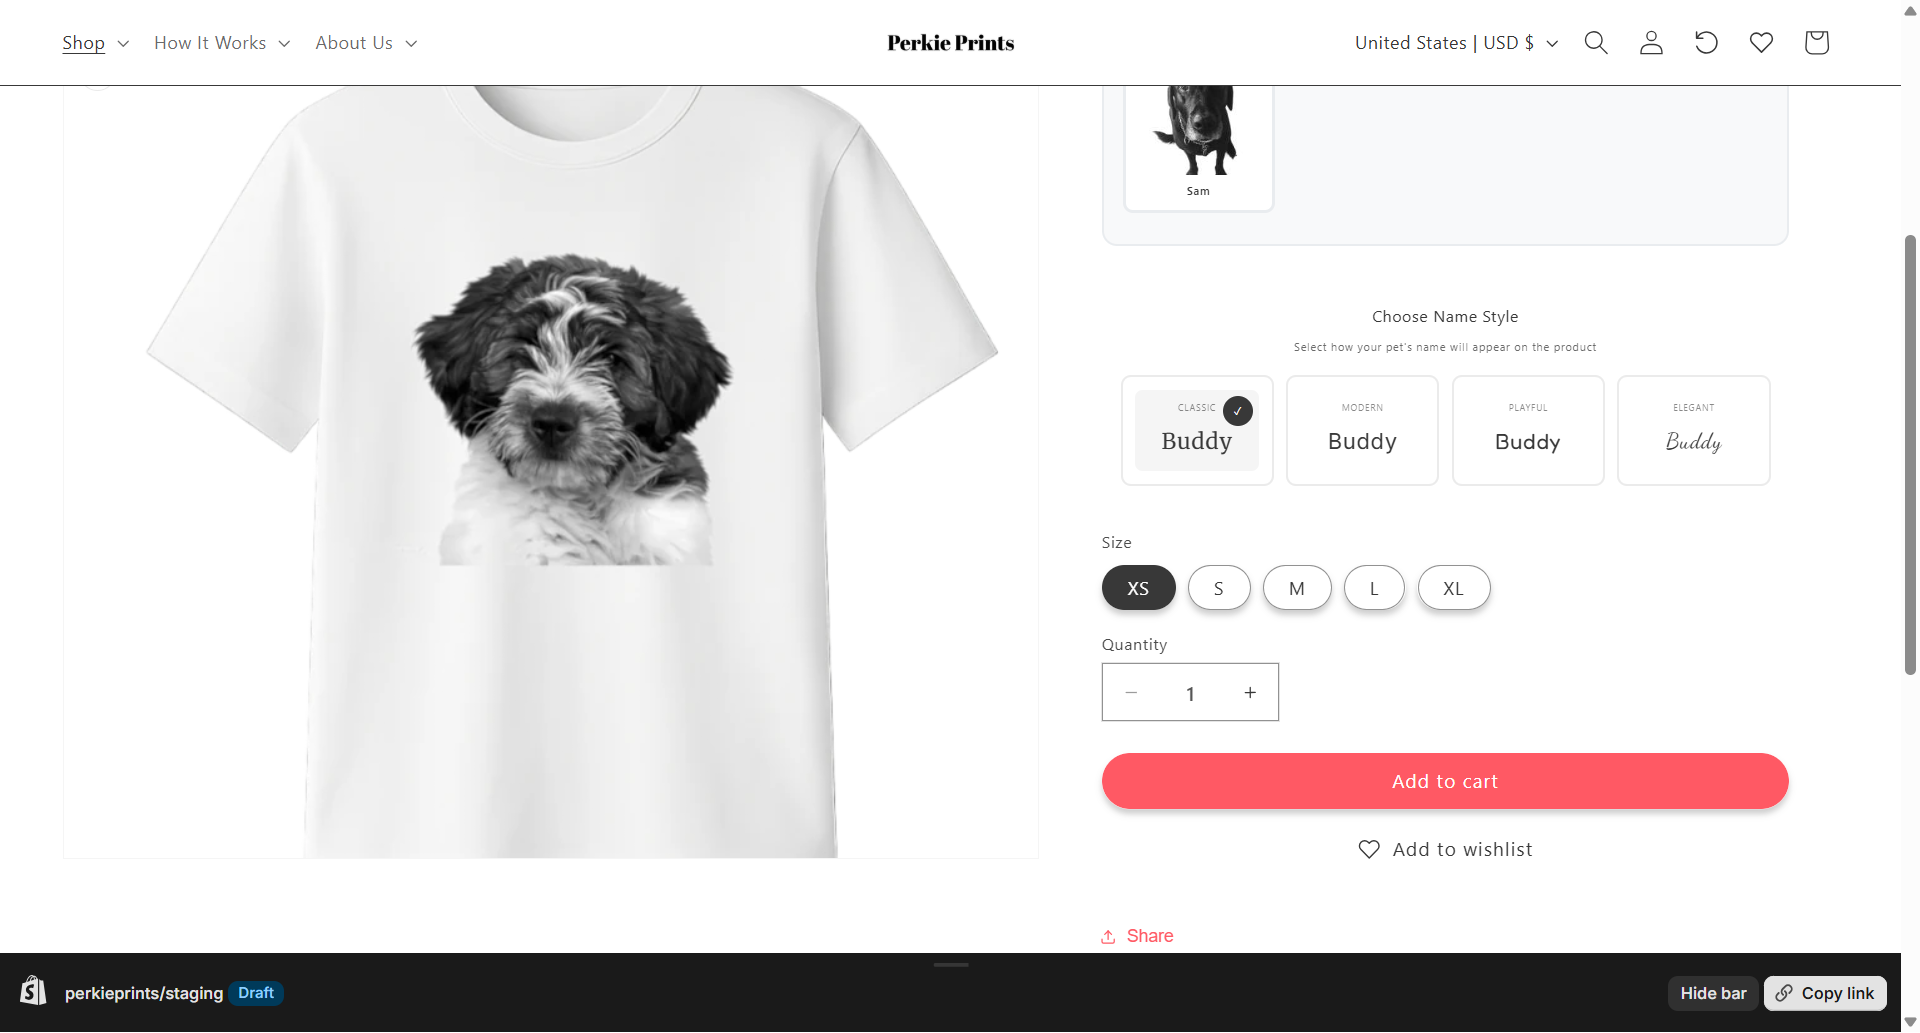 Shop How It Works About Us Perkie Prints United States | USD $
Sam
Choose Name Style
Select how your pet's name will appear on the product
CLASSIC MODERN PLAYFUL ELEGANT
✓
Buddy Buddy Buddy Buddy
Size
XS S M L XL
Quantity
− 1 +
Add to cart
Add to wishlist
Share
perkieprints/staging Draft Hide bar Copy link